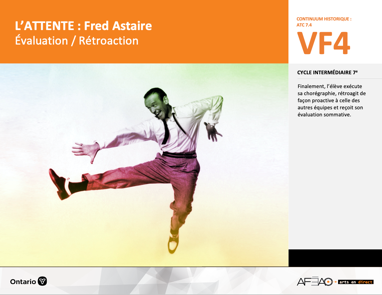 L'ATTENTE : Fred Astaire
Évaluation / Rétroaction
CONTINUUM HISTORIQUE :
ATC 7.4
VF4
CYCLE INTERMÉDIAIRE 7e
Finalement, l'élève exécute
sa chorégraphie, rétroagit de
façon proactive à celle des
autres équipes et reçoit son
évaluation sommative.
Ontario
AFÉAO
arts en direct